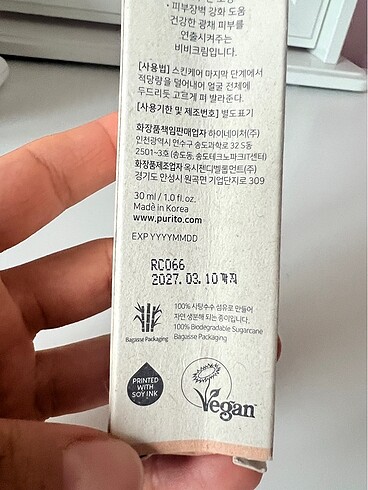 · 피부장벽 강화 도움
건강한 광채 피부를
연출시켜주는
비비크림입니다.
[사용법] 스킨케어 마지막 단계에서
적당량을 덜어내어 얼굴 전체에
두드리듯 고르게 펴 발라준다.
[사용기한 및 제조번호] 별도표기
화장품책임판매업자 하이네이처(주)
인천광역시 연수구 송도과학로 32 S동
2501~3호 (송도동, 송도테크노파크IT센터)
화장품제조업자 옥시젠디벨롭먼트(주)
경기도 안성시 원곡면 기업단지로 309
30 ml / 1.0 fl. oz.
Made in Korea
www.purito.com
EXP YYYYMMDD
RC066
2027. 03. 10 까지
100% 사탕수수 섬유로 만들어
자연 생분해 되는 종이입니다.
100% Biodegradable Sugarcane
Bagasse Packaging
Bagasse Packaging
PRINTED
WITH
SOY INK
Vegan